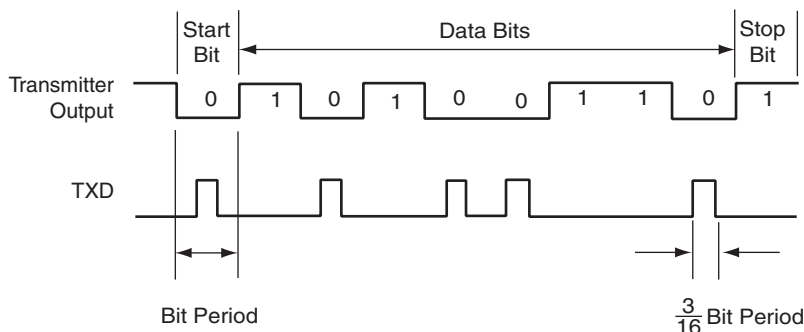 Start
Bit
Data Bits
Stop
Bit
Transmitter
Output
0 1 0 1 0 0 1 1 0 1
TXD
Bit Period
3/16 Bit Period